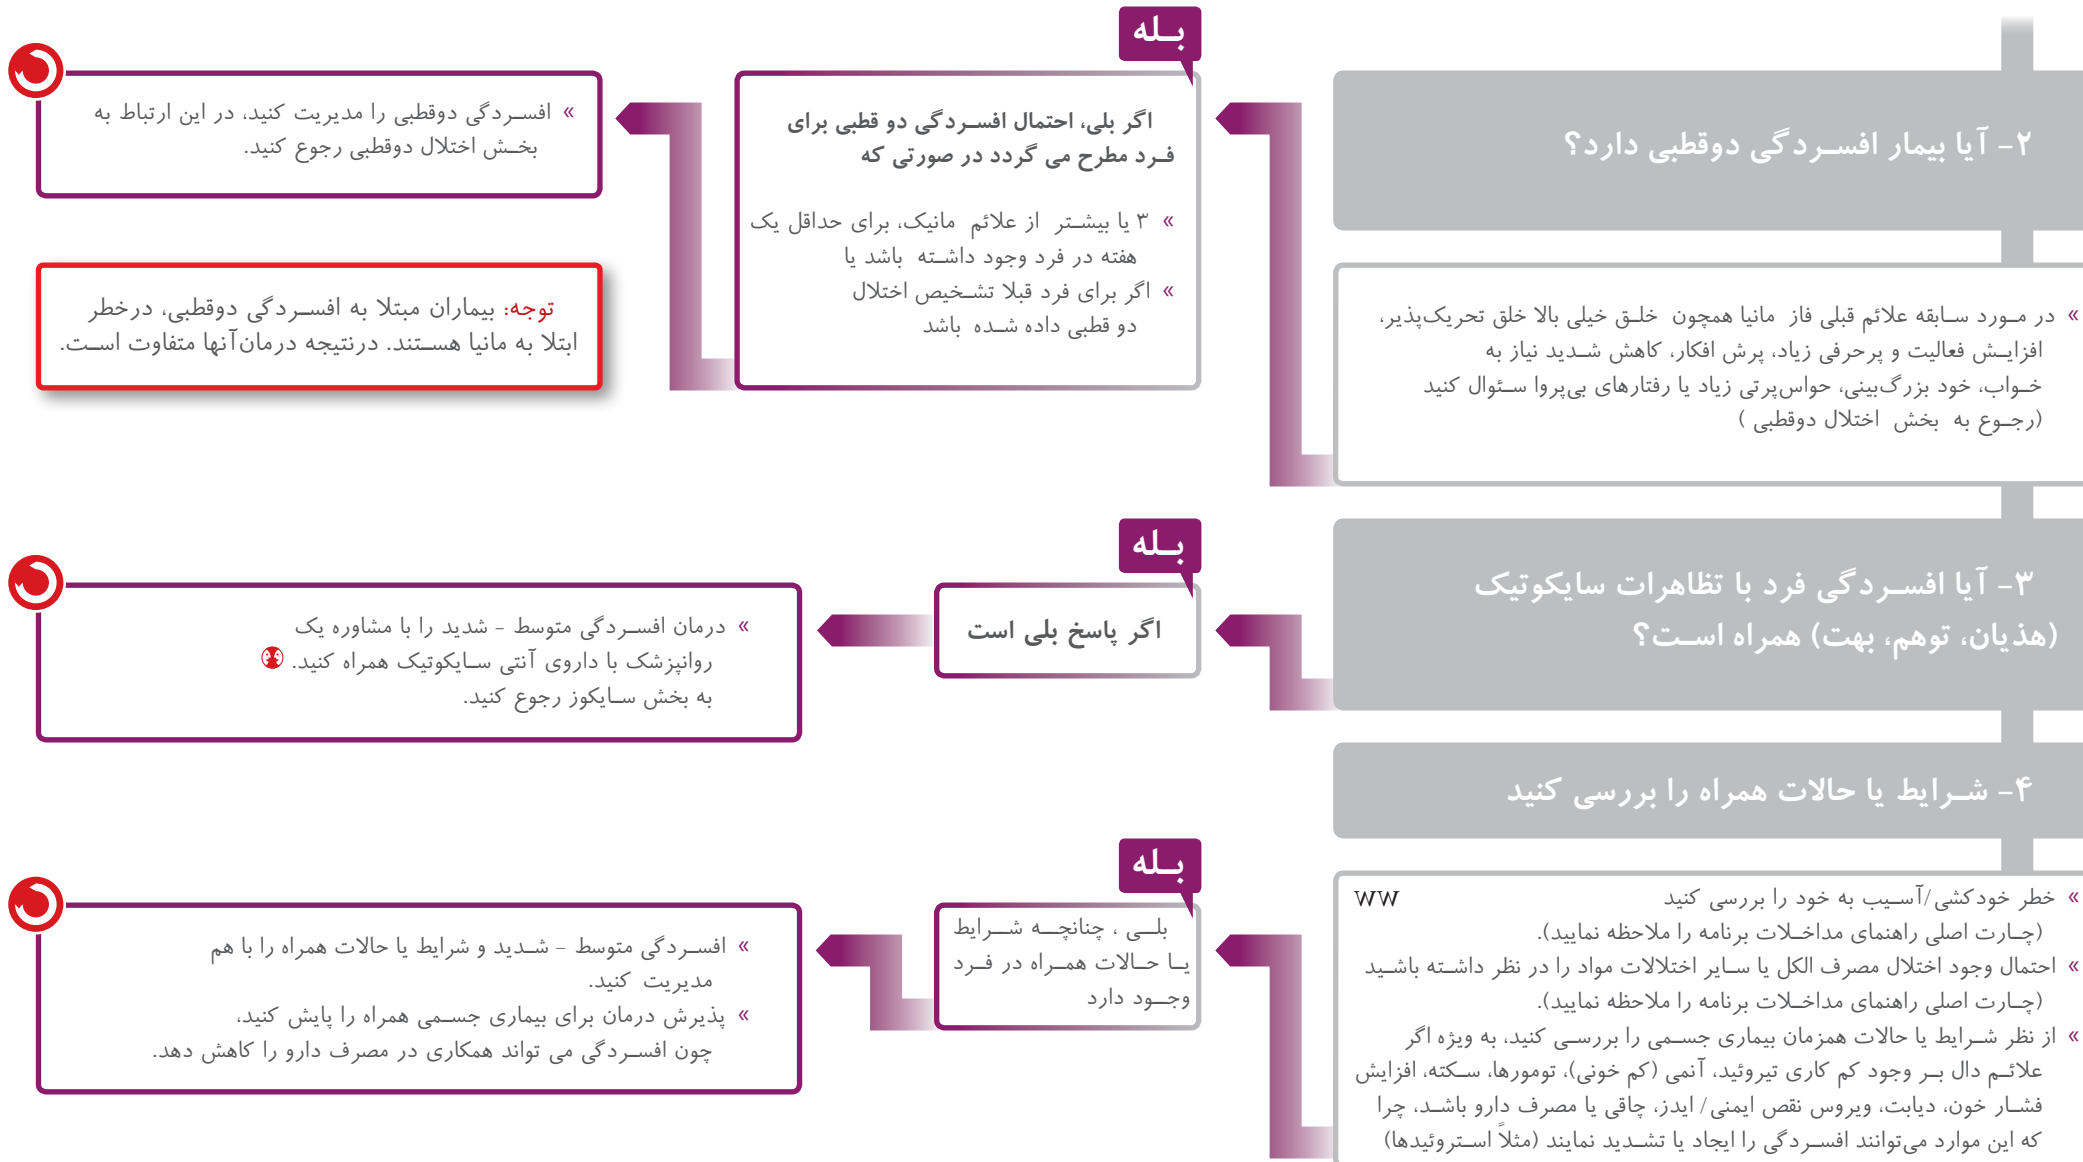 ۲- آیا بیمار افسردگی دوقطبی دارد؟
» در مورد سابقه علائم قبلی فاز مانیا همچون خلق خیلی بالا خلق تحریک‌پذیر،
افزایش فعالیت و پرحرفی زیاد، پرش افکار، کاهش شدید نیاز به
خواب، خود بزرگ‌بینی، حواس‌پرتی زیاد یا رفتارهای بی‌پروا سئوال کنید
(رجوع به بخش اختلال دوقطبی )
بله
اگر بلی، احتمال افسردگی دو قطبی برای
فرد مطرح می گردد در صورتی که
» ۳ یا بیشتر از علائم مانیک، برای حداقل یک
هفته در فرد وجود داشته باشد یا
» اگر برای فرد قبلا تشخیص اختلال
دو قطبی داده شده باشد
» افسردگی دوقطبی را مدیریت کنید، در این ارتباط به
بخش اختلال دوقطبی رجوع کنید.
توجه: بیماران مبتلا به افسردگی دوقطبی، درخطر
ابتلا به مانیا هستند. درنتیجه درمان‌آنها متفاوت است.
۳- آیا افسردگی فرد با تظاهرات سایکوتیک
(هذیان، توهم، بهت) همراه است؟
بله
اگر پاسخ بلی است
» درمان افسردگی متوسط - شدید را با مشاوره یک
روانپزشک با داروی آنتی سایکوتیک همراه کنید.
به بخش سایکوز رجوع کنید.
۴- شرایط یا حالات همراه را بررسی کنید
» خطر خودکشی/آسیب به خود را بررسی کنید WW
(چارت اصلی راهنمای مداخلات برنامه را ملاحظه نمایید).
» احتمال وجود اختلال مصرف الکل یا سایر اختلالات مواد را در نظر داشته باشید
(چارت اصلی راهنمای مداخلات برنامه را ملاحظه نمایید).
» از نظر شرایط یا حالات همزمان بیماری جسمی را بررسی کنید، به ویژه اگر
علائم دال بر وجود کم کاری تیروئید، آنمی (کم خونی)، تومورها، سکته، افزایش
فشار خون، دیابت، ویروس نقص ایمنی/ ایدز، چاقی یا مصرف دارو باشد، چرا
که این موارد می‌توانند افسردگی را ایجاد یا تشدید نمایند (مثلاً استروئیدها)
بله
بلی ، چنانچه شرایط
یا حالات همراه در فرد
وجود دارد
» افسردگی متوسط - شدید و شرایط یا حالات همراه را با هم
مدیریت کنید.
» پذیرش درمان برای بیماری جسمی همراه را پایش کنید،
چون افسردگی می تواند همکاری در مصرف دارو را کاهش دهد.